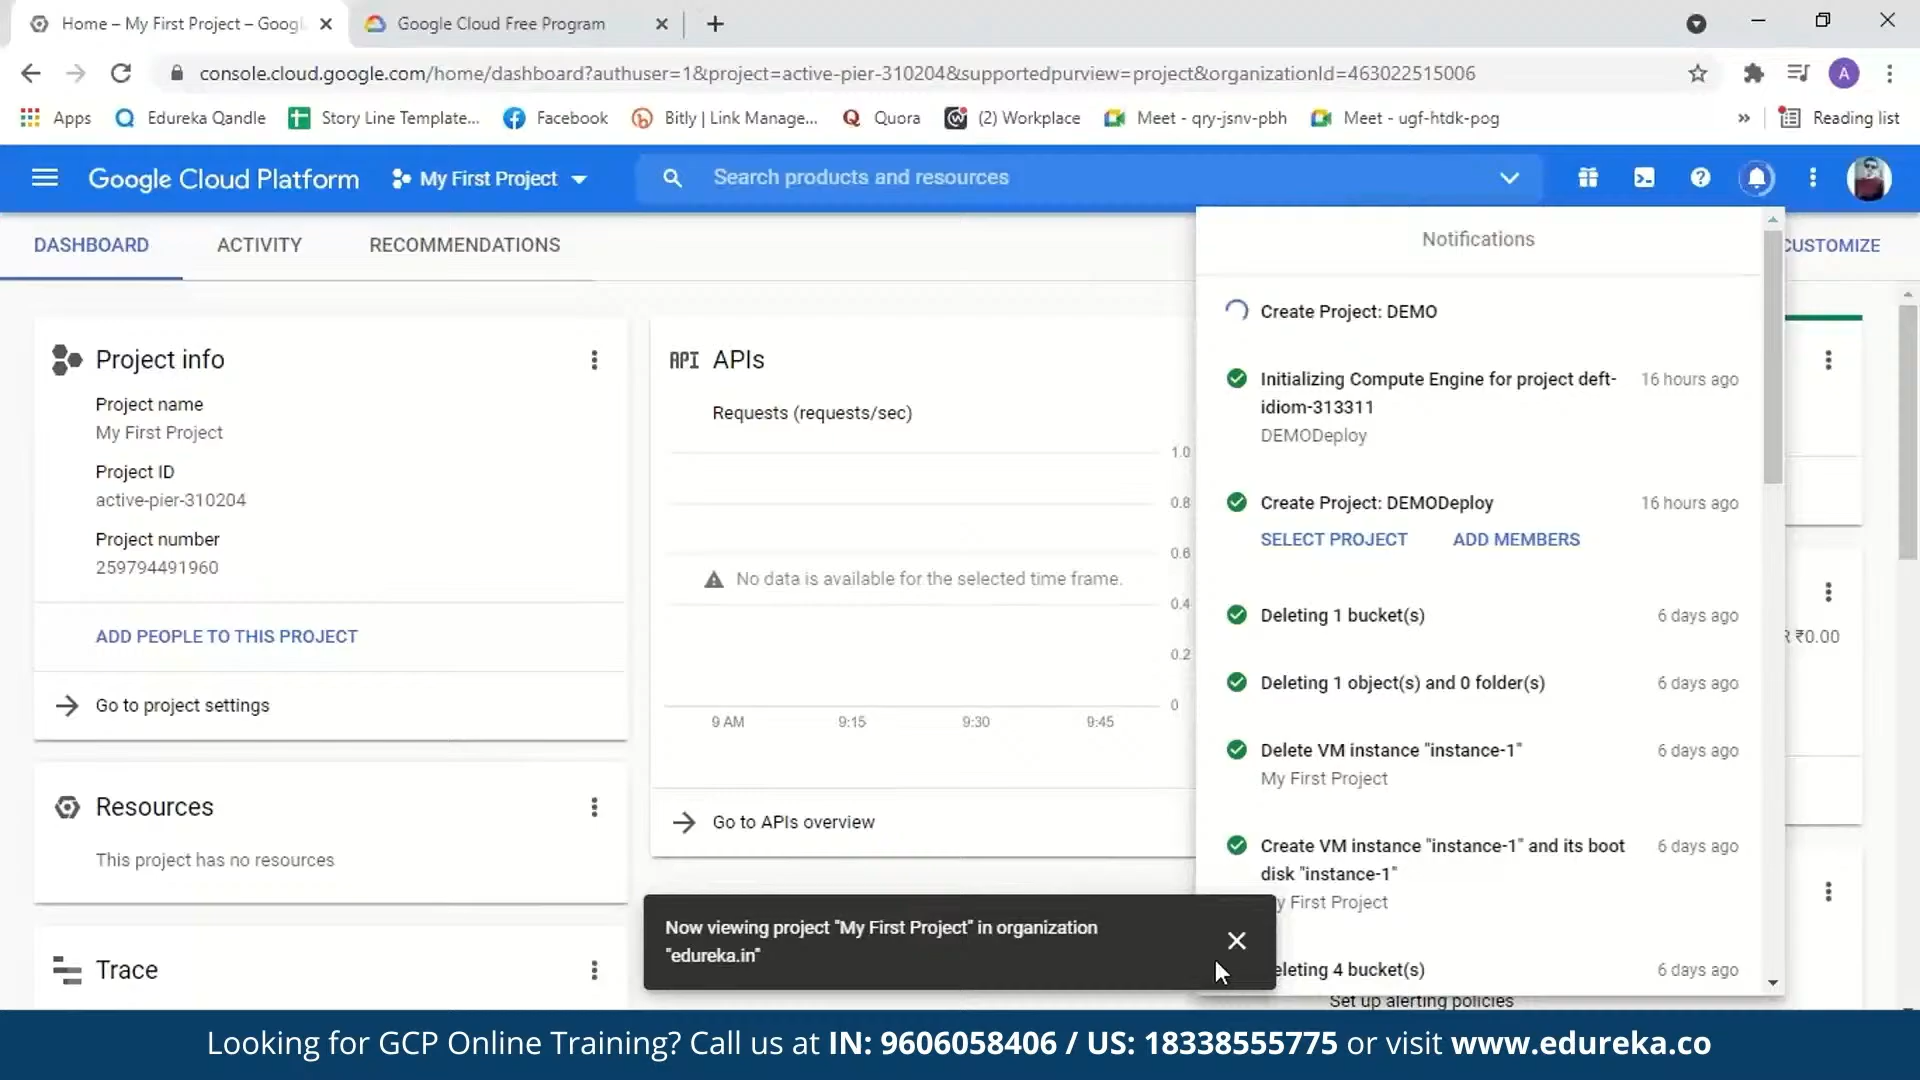 Home – My First Project – Googl
Google Cloud Free Program
console.cloud.google.com/home/dashboard?authuser=1&project=active-pier-310204&supportedpurview=project&organizationId=463022515006
A
Apps
Edureka Qandle
Story Line Template...
Facebook
Bitly | Link Manage...
Quora
(2) Workplace
Meet - qry-jsnv-pbh
Meet - ugf-htdk-pog
»
Reading list
Google Cloud Platform
My First Project
Search products and resources
DASHBOARD
ACTIVITY
RECOMMENDATIONS
CUSTOMIZE
Project info
Project name
My First Project
Project ID
active-pier-310204
Project number
259794491960
ADD PEOPLE TO THIS PROJECT
Go to project settings
Resources
This project has no resources
Trace
API APIs
Requests (requests/sec)
1.0
0.8
0.6
No data is available for the selected time frame.
0.4
0.2
0
9 AM
9:15
9:30
9:45
Go to APIs overview
Notifications
Create Project: DEMO
Initializing Compute Engine for project deft-
idiom-313311
16 hours ago
DEMODeploy
Create Project: DEMODeploy
16 hours ago
SELECT PROJECT
ADD MEMBERS
Deleting 1 bucket(s)
6 days ago
Deleting 1 object(s) and 0 folder(s)
6 days ago
Delete VM instance "instance-1"
6 days ago
My First Project
Create VM instance "instance-1" and its boot
disk "instance-1"
6 days ago
y First Project
eleting 4 bucket(s)
6 days ago
R ₹0.00
Set up alerting policies
Now viewing project "My First Project" in organization
"edureka.in"
Looking for GCP Online Training? Call us at IN: 9606058406 / US: 18338555775 or visit www.edureka.co